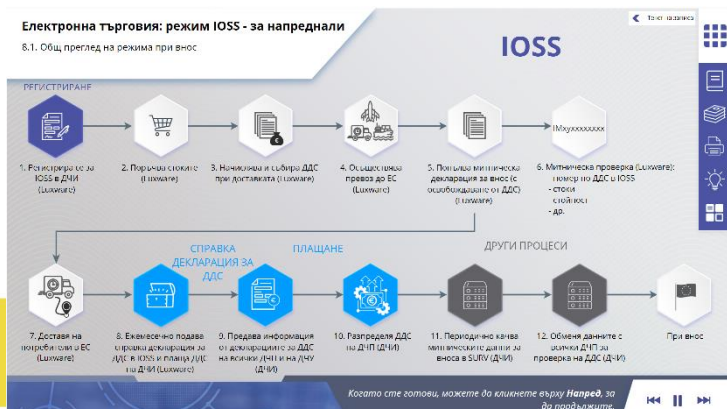 Електронна търговия: режим IOSS - за напреднали
8.1. Общ преглед на режима при внос
Текст на записа
IOSS
РЕГИСТРИРАНЕ
1. Регистрира се за
IOSS в ДЧИ
(Luxware)
2. Поръчва стоките
(Luxware)
3. Начислява и събира ДДС
при доставката (Luxware)
4. Осъществява
превоз до ЕС
(Luxware)
5. Попълва митническа
декларация за внос (с
освобождаване от ДДС)
(Luxware)
IMxyxxxxxxxx
6. Митническа проверка (Luxware):
номер по ДДС в IOSS
- стоки
стойност
- др.
СПРАВКА
ДЕКЛАРАЦИЯ ЗА
ДДС
ПЛАЩАНЕ
ДРУГИ ПРОЦЕСИ
7. Доставя на
потребители в ЕС
(Luxware)
8. Ежемесечно подава
справка декларация за
ДДС в IOSS и плаща ДДС
на ДЧИ (Luxware)
9. Предава информация
от декларациите за ДДС
на всички ДЧП и на ДЧУ
(ДЧИ)
10. Разпределя ДДС
на ДЧП (ДЧИ)
11. Периодично качва
митническите данни за
вноса в SURV (ДЧИ)
12. Обменя данните с
всички ДЧП за
проверка на ДДС (ДЧИ)
При внос
Когато сте готови, можете да кликнете върху Напред, за
да продължите.